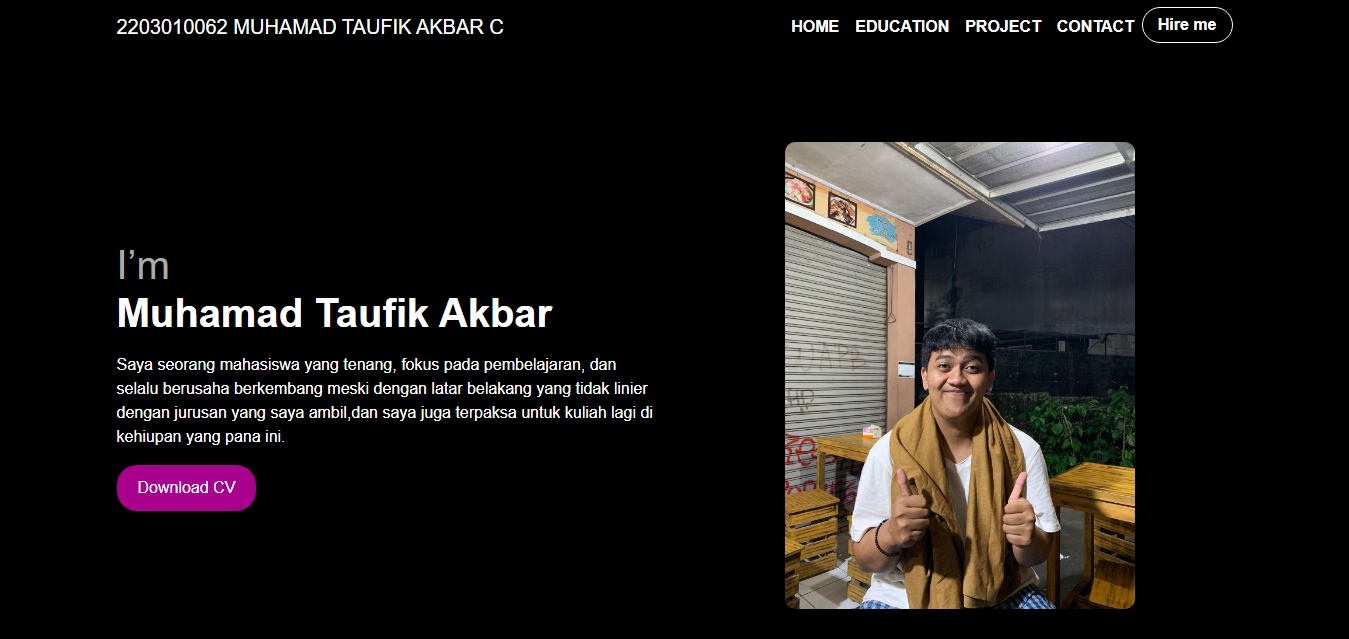 2203010062 MUHAMAD TAUFIK AKBAR C
HOME EDUCATION PROJECT CONTACT Hire me
I’m
Muhamad Taufik Akbar
Saya seorang mahasiswa yang tenang, fokus pada pembelajaran, dan
selalu berusaha berkembang meski dengan latar belakang yang tidak linier
dengan jurusan yang saya ambil,dan saya juga terpaksa untuk kuliah lagi di
kehiupan yang pana ini.
Download CV